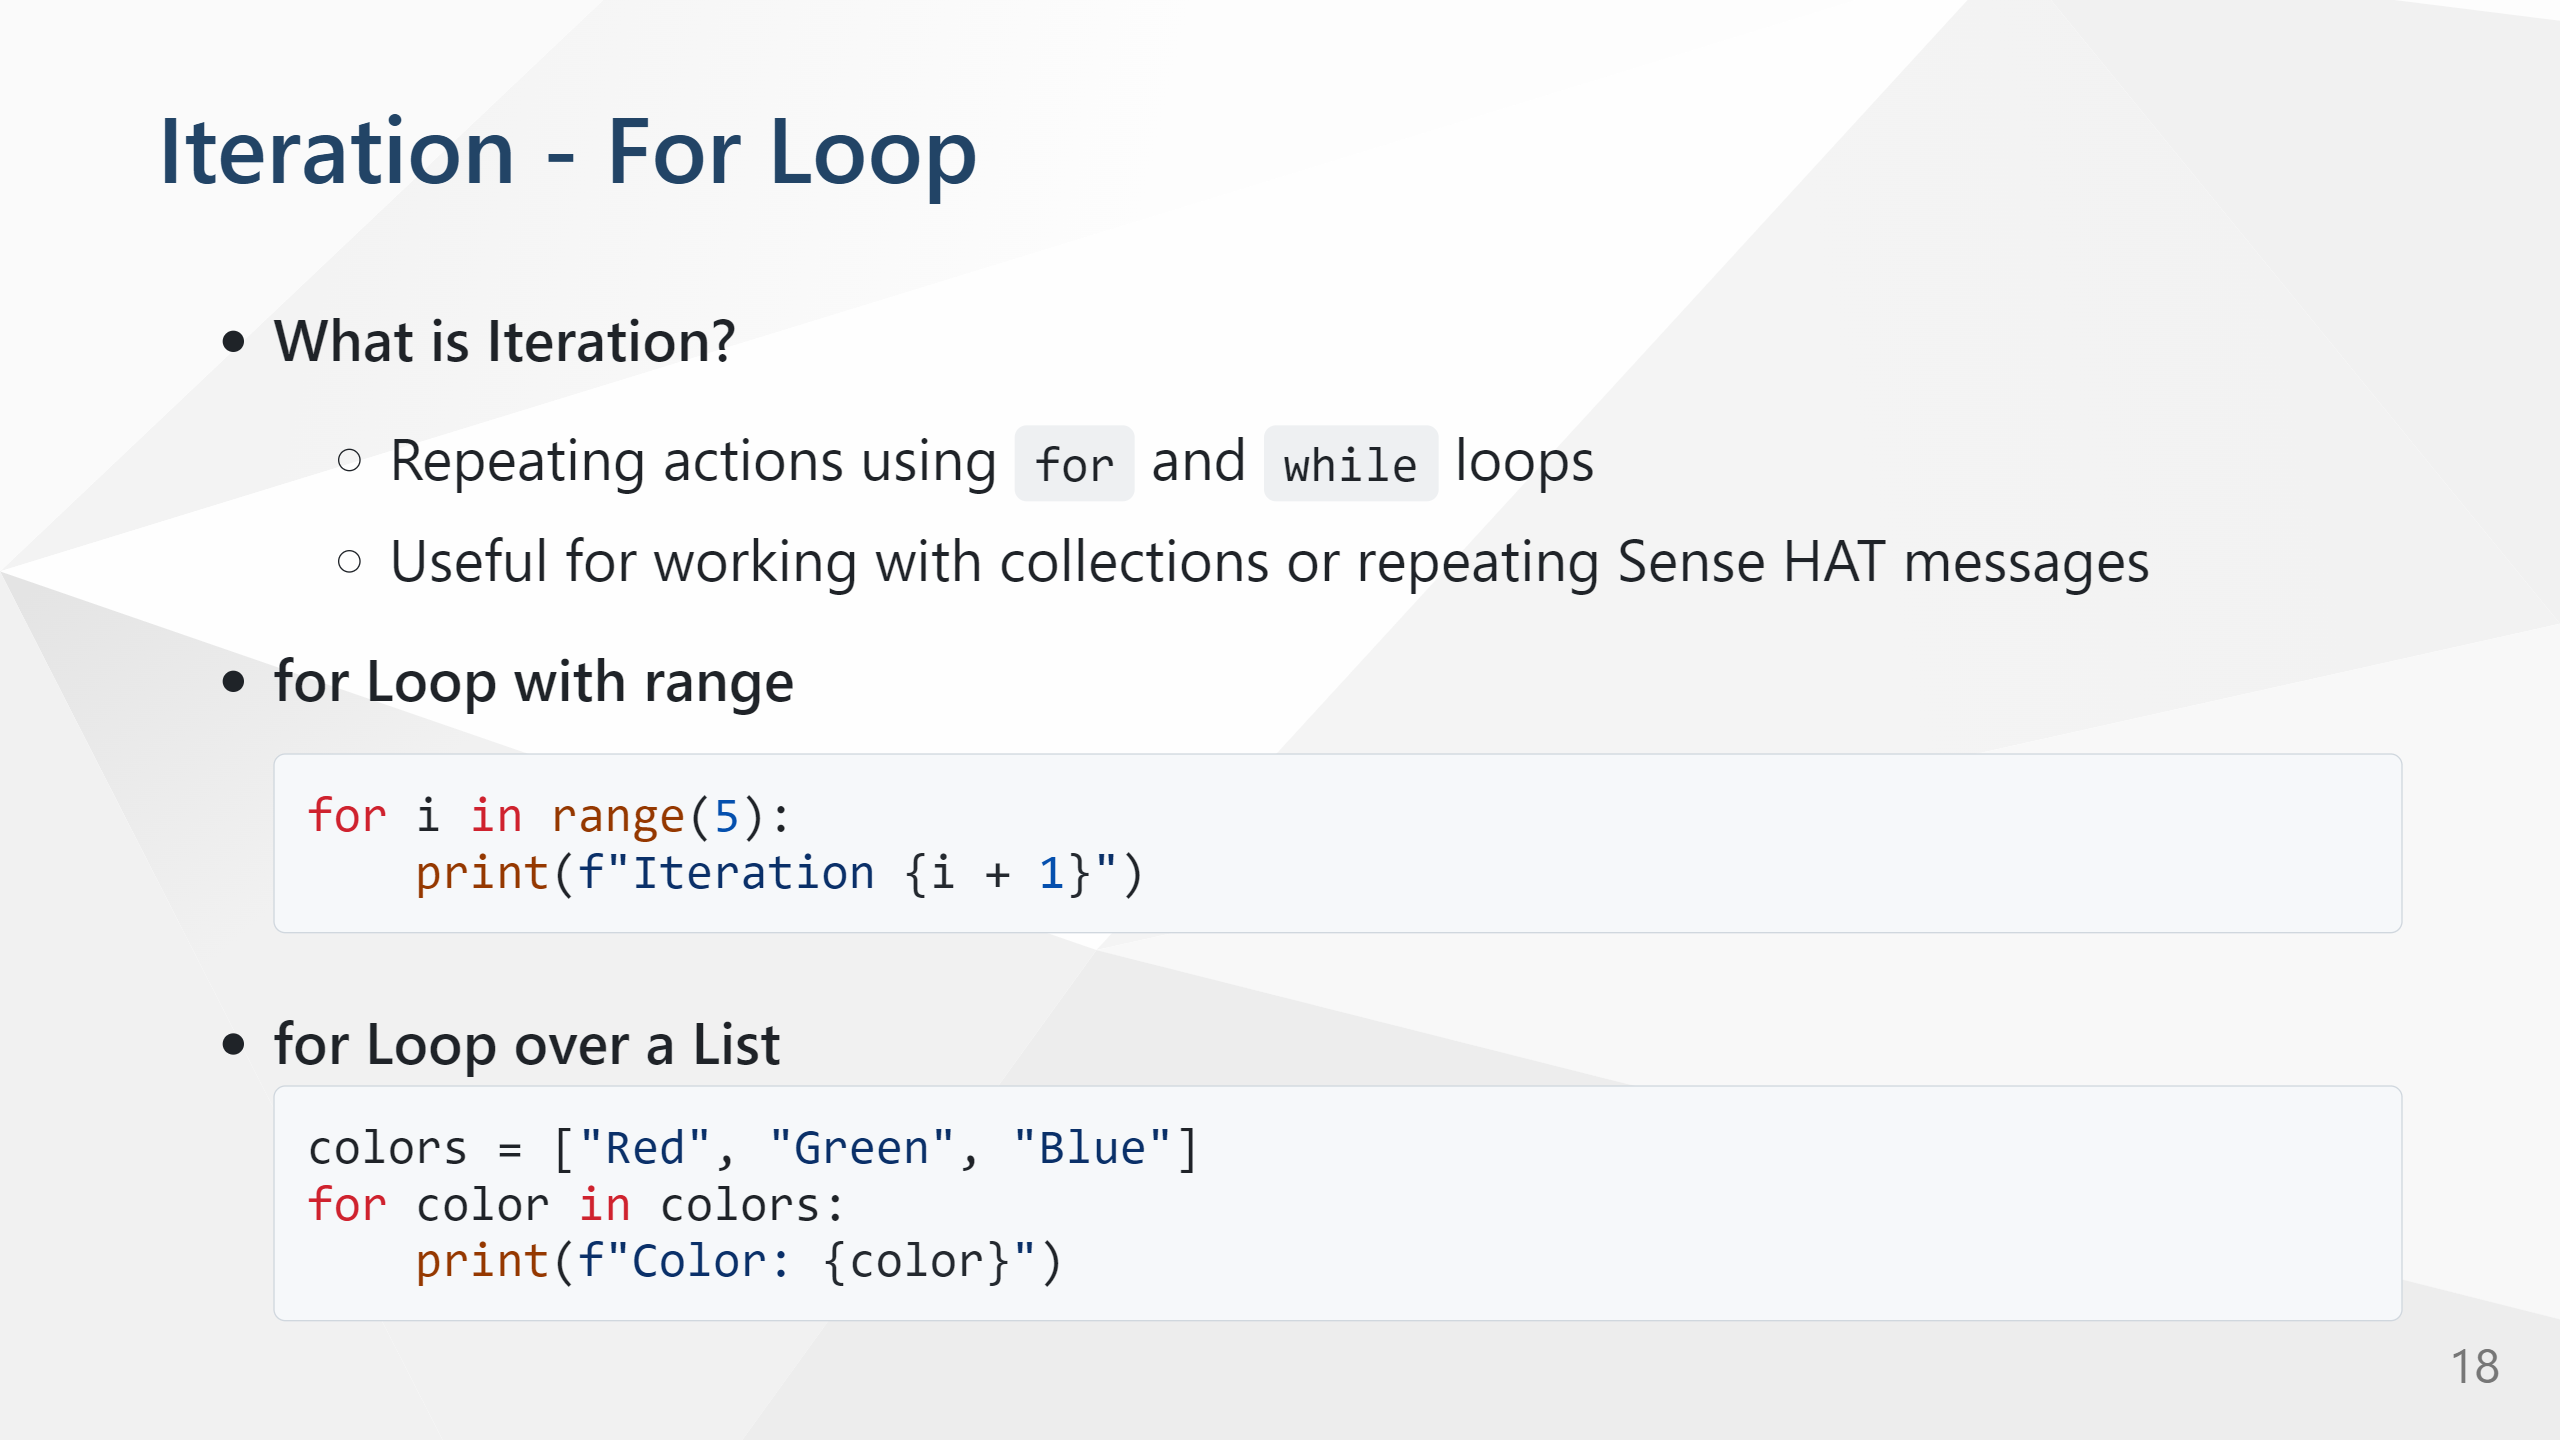 Iteration - For Loop
• What is Iteration?
○ Repeating actions using for and while loops
○ Useful for working with collections or repeating Sense HAT messages
• for Loop with range
for i in range(5):
    print(f"Iteration {i + 1}")
• for Loop over a List
colors = ["Red", "Green", "Blue"]
for color in colors:
    print(f"Color: {color}")
18